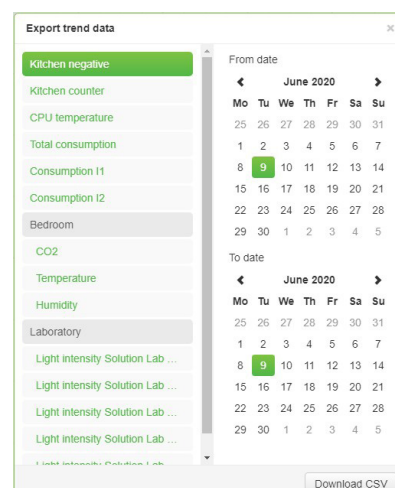 Export trend data
×
Kitchen negative
Kitchen counter
CPU temperature
Total consumption
Consumption I1
Consumption I2
Bedroom
CO2
Temperature
Humidity
Laboratory
Light intensity Solution Lab ...
Light intensity Solution Lab ...
Light intensity Solution Lab ...
Light intensity Solution Lab ...
Light intensity Solution Lab
From date
June 2020
Mo Tu We Th Fr Sa Su
25 26 27 28 29 30 31
1 2 3 4 5 6 7
8 9 10 11 12 13 14
15 16 17 18 19 20 21
22 23 24 25 26 27 28
29 30 1 2 3 4 5
To date
June 2020
Mo Tu We Th Fr Sa Su
25 26 27 28 29 30 31
1 2 3 4 5 6 7
8 9 10 11 12 13 14
15 16 17 18 19 20 21
22 23 24 25 26 27 28
29 30 1 2 3 4 5
Download CSV